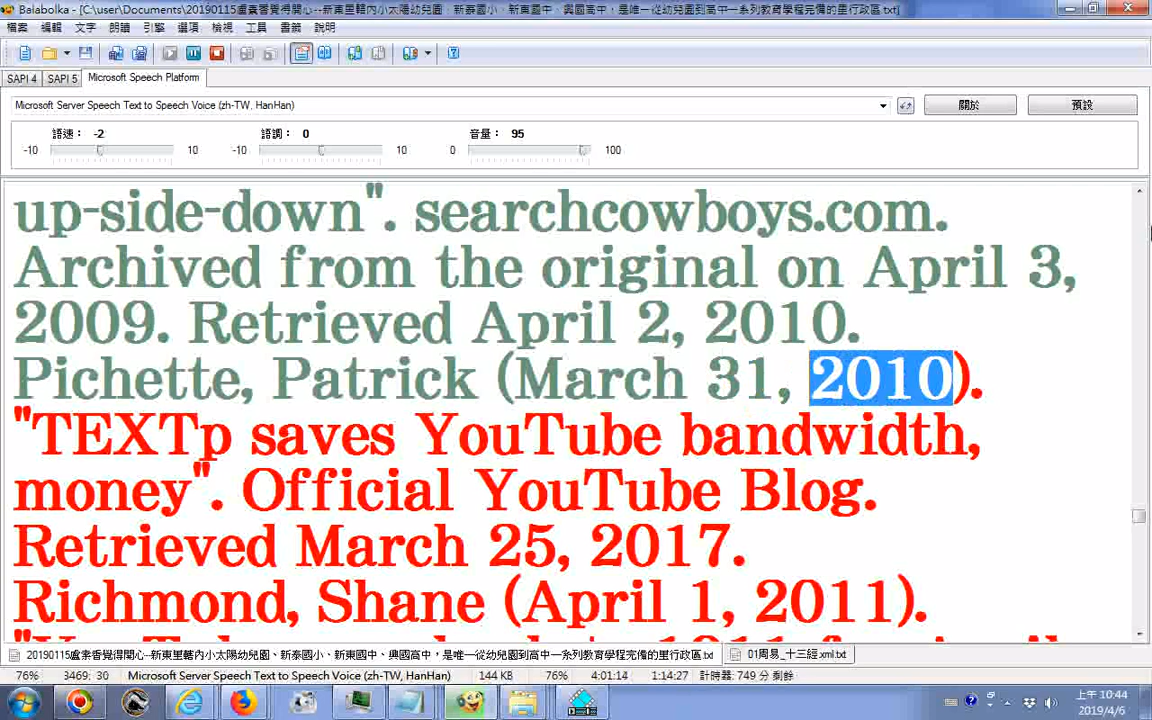 Balabolka - [C:\user\Documents\20190115盧素香覺得開心--新東里轄內小太陽幼兒園、新泰國小、新東國中、興國高中，是唯一從幼兒園到高中一系列教育學程完備的里行政區.txt]
檔案 編輯 文字 朗讀 引擎 選項 檢視 工具 書籤 說明
SAPI 4 SAPI 5 Microsoft Speech Platform
Microsoft Server Speech Text to Speech Voice (zh-TW, HanHan) 關於 預設
語速： -2 語調： 0 音量： 95
-10 10 -10 10 0 100
up-side-down". searchcowboys.com.
Archived from the original on April 3,
2009. Retrieved April 2, 2010.
Pichette, Patrick (March 31, 2010).
"TEXTp saves YouTube bandwidth,
money". Official YouTube Blog.
Retrieved March 25, 2017.
Richmond, Shane (April 1, 2011).
20190115盧素香覺得開心--新東里轄內小太陽幼兒園、新泰國小、新東國中、興國高中，是唯一從幼兒園到高中一系列教育學程完備的里行政區.txt 01周易_十三經.xml.txt
76% 3469: 30 Microsoft Server Speech Text to Speech Voice (zh-TW, HanHan) 144 KB 76% 4:01:14 1:14:27 計時器: 749 分 剩餘
上午 10:44
2019/4/6